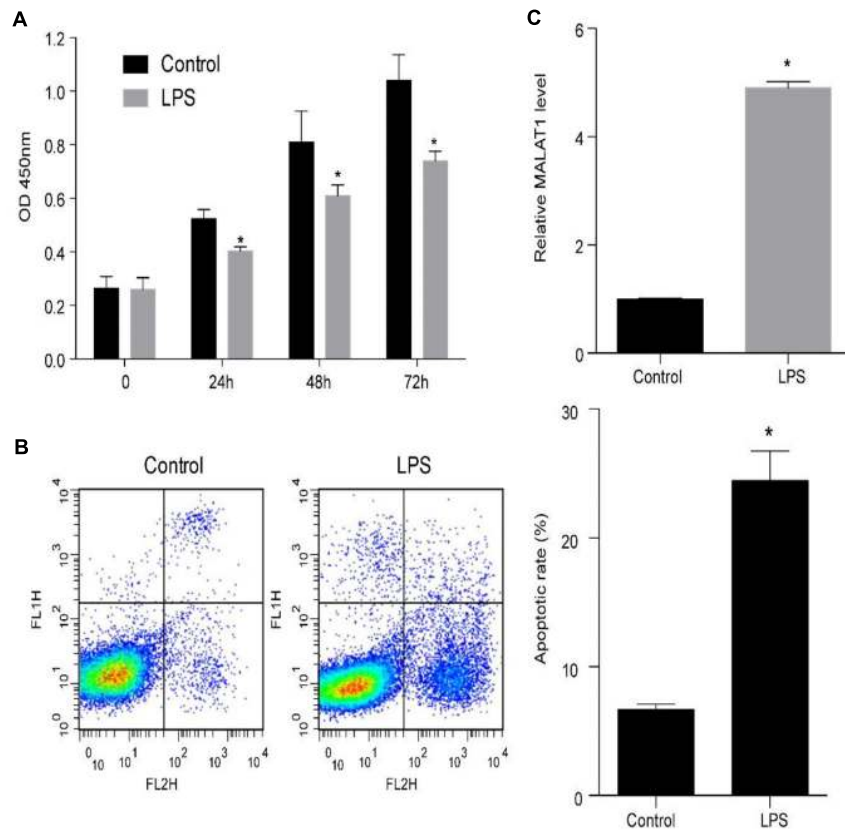 A
Control
LPS
OD 450nm
1.2
1.0
0.8
0.6
0.4
0.2
0.0
*
*
*
0
24h
48h
72h
C
Relative MALAT1 level
6
4
2
0
*
Control
LPS
B
Control
FL1H
10^4
10^3
10^2
10^1
10^0
0
10
10^1
10^2
10^3
10^4
FL2H
LPS
FL1H
10^4
10^3
10^2
10^1
10^0
0
10
10^1
10^2
10^3
10^4
FL2H
Apoptotic rate (%)
30
20
10
0
*
Control
LPS